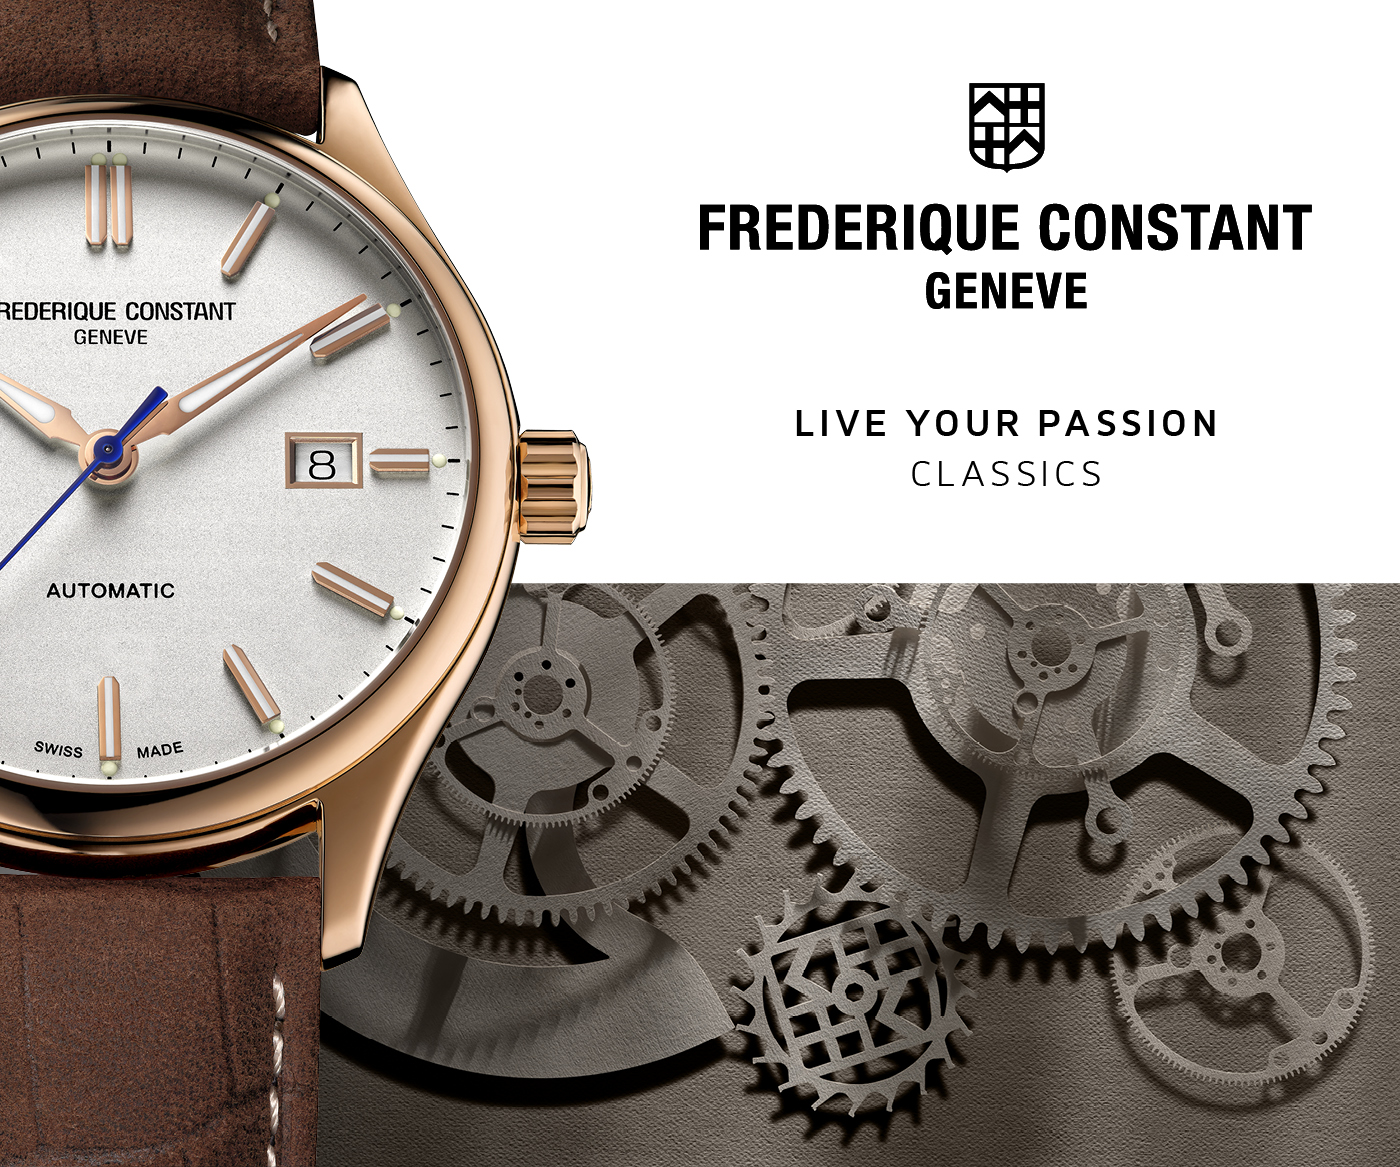 FREDERIQUE CONSTANT
GENEVE
LIVE YOUR PASSION
CLASSICS
REDERIQUE CONSTANT
GENEVE
8
AUTOMATIC
SWISS MADE